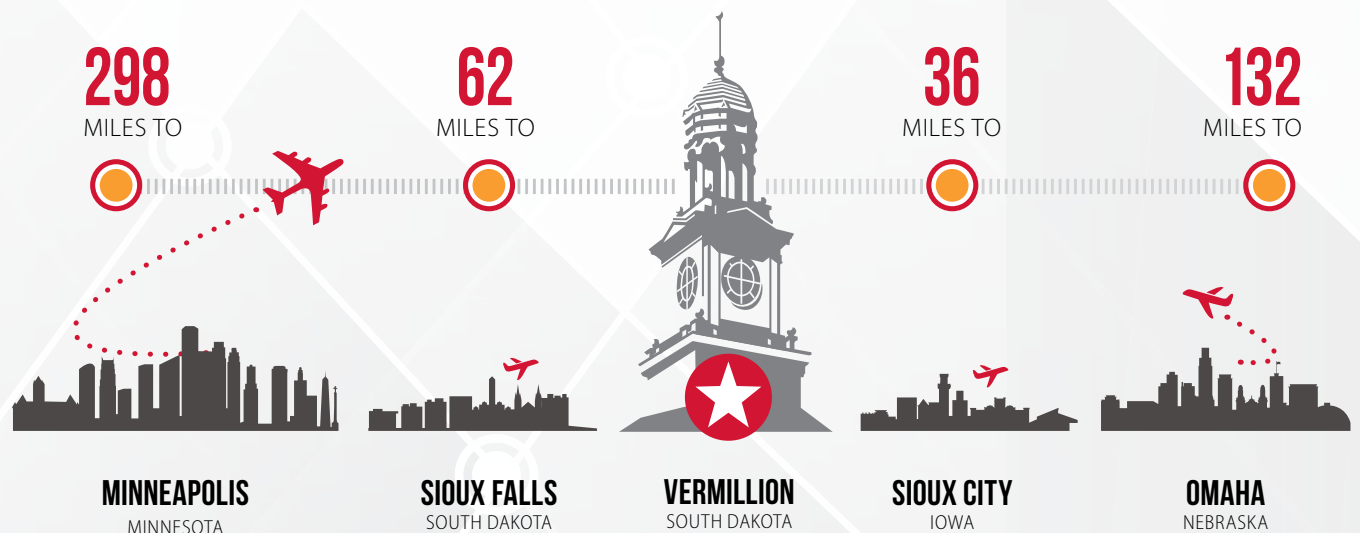 298
MILES TO
62
MILES TO
36
MILES TO
132
MILES TO
MINNEAPOLIS
MINNESOTA
SIOUX FALLS
SOUTH DAKOTA
VERMILLION
SOUTH DAKOTA
SIOUX CITY
IOWA
OMAHA
NEBRASKA